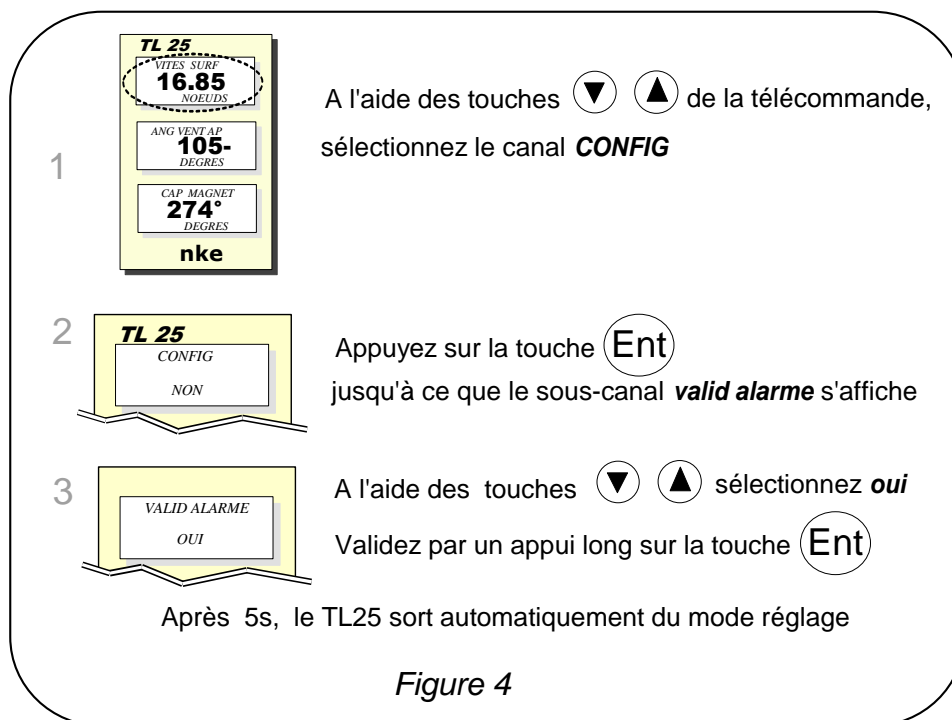 TL 25
VITES SURF
16.85
NOEUDS
ANG VENT AP
105-
DEGRES
CAP MAGNET
274°
DEGRES
nke
1
A l'aide des touches ▼ ▲ de la télécommande,
sélectionnez le canal CONFIG
2
TL 25
CONFIG
NON
Appuyez sur la touche Ent
jusqu'à ce que le sous-canal valid alarme s'affiche
3
VALID ALARME
OUI
A l'aide des touches ▼ ▲ sélectionnez oui
Validez par un appui long sur la touche Ent
Après 5s, le TL25 sort automatiquement du mode réglage
Figure 4